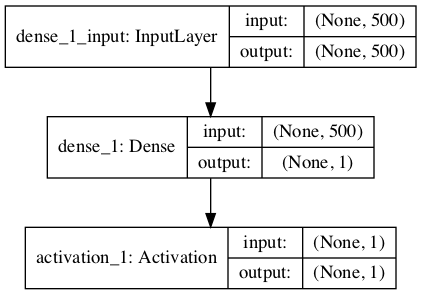 dense_1_input: InputLayer
input: (None, 500)
output: (None, 500)
dense_1: Dense
input: (None, 500)
output: (None, 1)
activation_1: Activation
input: (None, 1)
output: (None, 1)